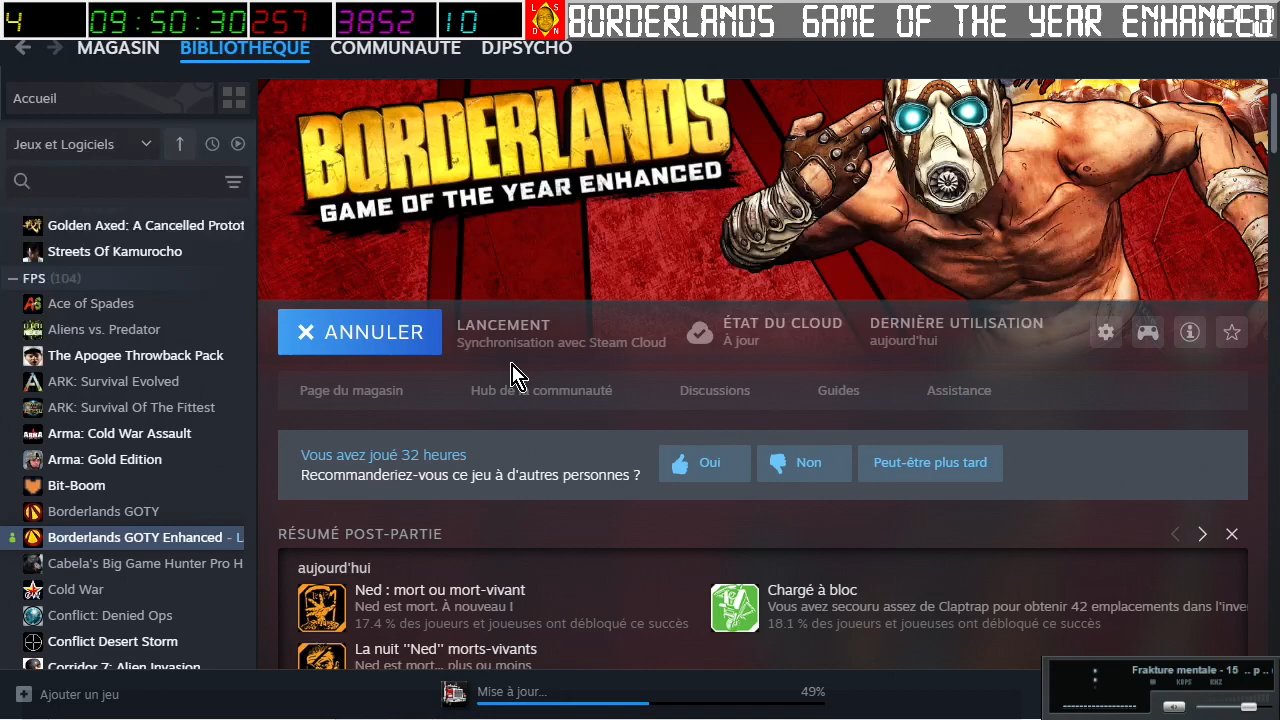 4 09:50:30 257 3852 10 BORDERLANDS GAME OF THE YEAR ENHANCED
MAGASIN BIBLIOTHÈQUE COMMUNAUTÉ DJPSYCHO
Accueil
Jeux et Logiciels
Golden Axed: A Cancelled Protot
Streets Of Kamurocho
FPS (104)
Ace of Spades
Aliens vs. Predator
The Apogee Throwback Pack
ARK: Survival Evolved
ARK: Survival Of The Fittest
Arma: Cold War Assault
Arma: Gold Edition
Bit-Boom
Borderlands GOTY
Borderlands GOTY Enhanced - L
Cabela's Big Game Hunter Pro H
Cold War
Conflict: Denied Ops
Conflict Desert Storm
Corridor 7: Alien Invasion
Ajouter un jeu
BORDERLANDS
GAME OF THE YEAR ENHANCED
ANNULER
LANCEMENT
Synchronisation avec Steam Cloud
ÉTAT DU CLOUD
À jour
DERNIÈRE UTILISATION
aujourd'hui
Page du magasin Hub de la communauté Discussions Guides Assistance
Vous avez joué 32 heures
Recommanderiez-vous ce jeu à d'autres personnes ?
Oui Non Peut-être plus tard
RÉSUMÉ POST-PARTIE
aujourd'hui
Ned : mort ou mort-vivant
Ned est mort. À nouveau !
17.4 % des joueurs et joueuses ont débloqué ce succès
Chargé à bloc
Vous avez secouru assez de Claptrap pour obtenir 42 emplacements dans l'inve
18.1 % des joueurs et joueuses ont débloqué ce succès
La nuit "Ned" morts-vivants
Ned est mort... plus ou moins
Mise à jour... 49%
Frakture mentale - 15 .. p ..
KBPS KHZ